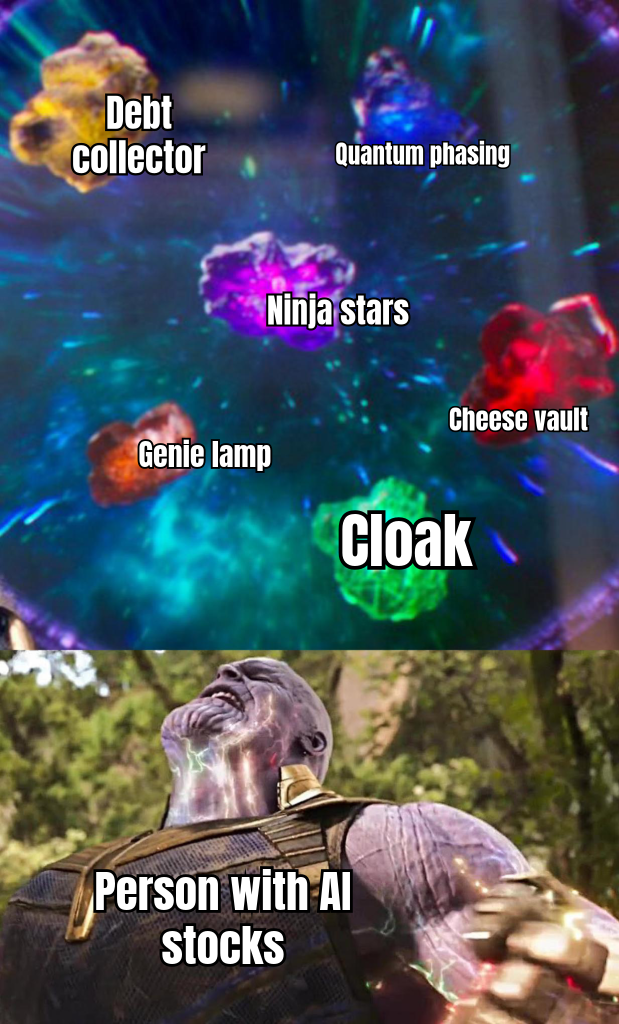 Debt
collector
Quantum phasing
Ninja stars
Cheese vault
Genie lamp
Cloak
Person with AI
stocks